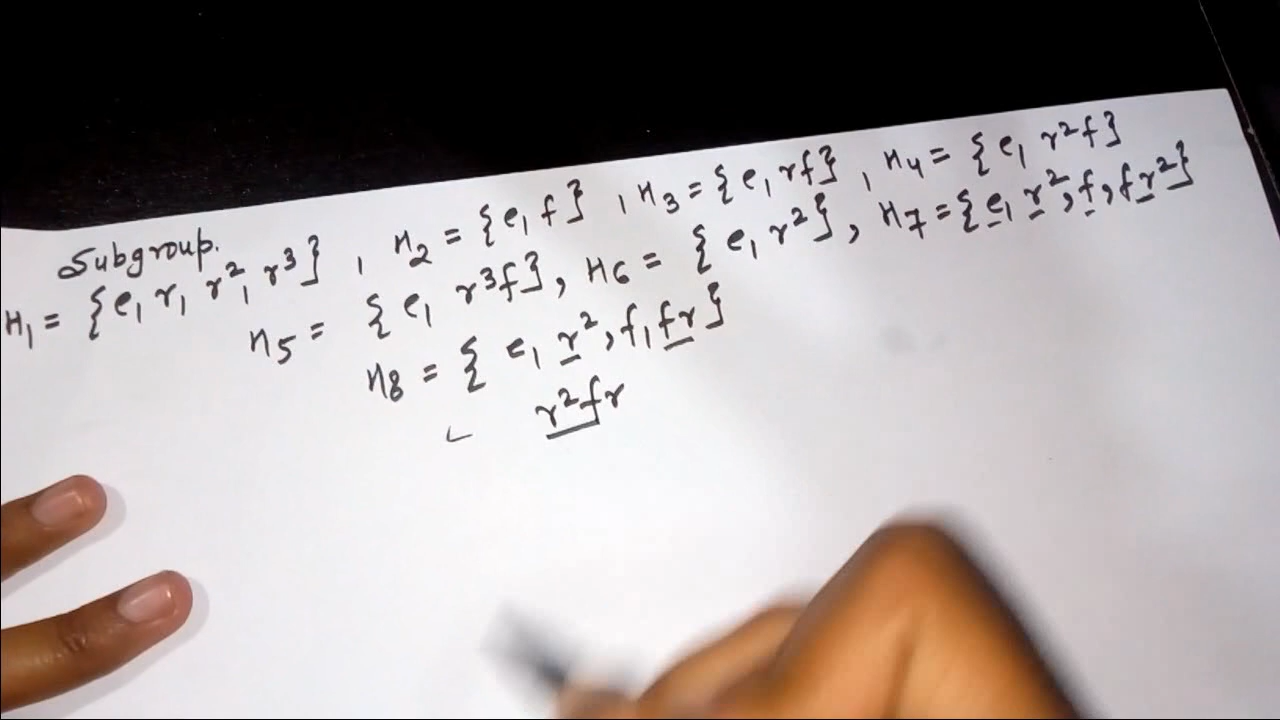 Subgroup.
H₁ = {e, r, r², r³} , H₂ = {e, f} , H₃ = {e, rf} , H₄ = {e, r²f}
H₅ = {e, r³f} , H₆ = {e, r²} , H₇ = {e, r², f, fr²}
H₈ = {e, r², f, fr}
r²fr